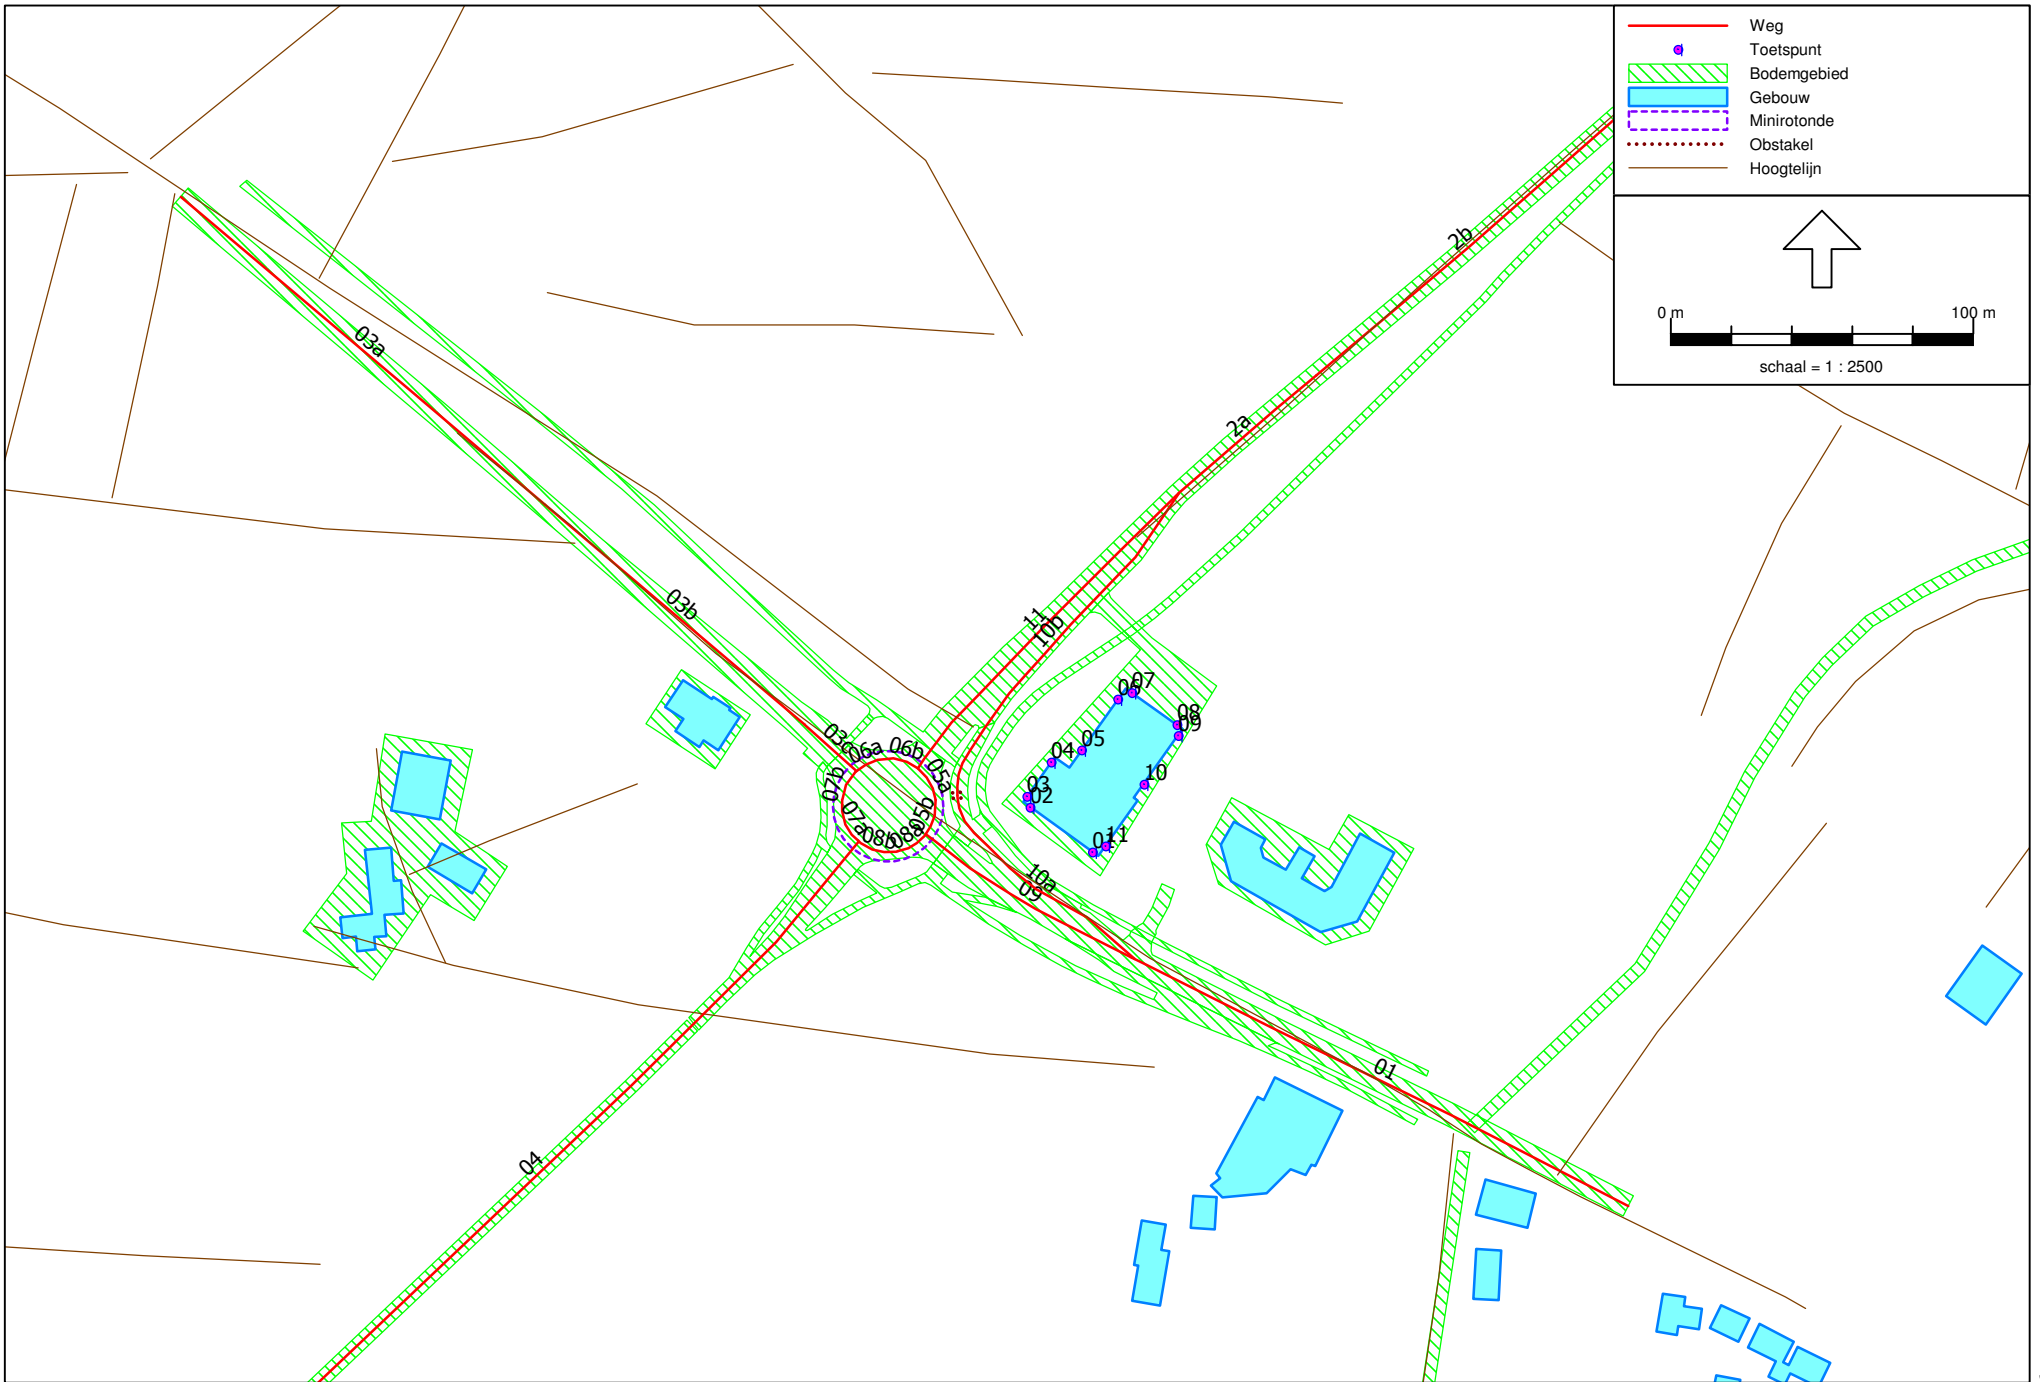 Weg
Toetspunt
Bodemgebied
Gebouw
Minirotonde
Obstakel
Hoogtelijn
0 m
100 m
schaal = 1 : 2500
2b
03a
2a
03b
11
10b
06
07
08
09
03c
06a
06b
05a
04
05
07b
03
02
10
07a
08b
08a
05b
01
11
10a
09
01
04